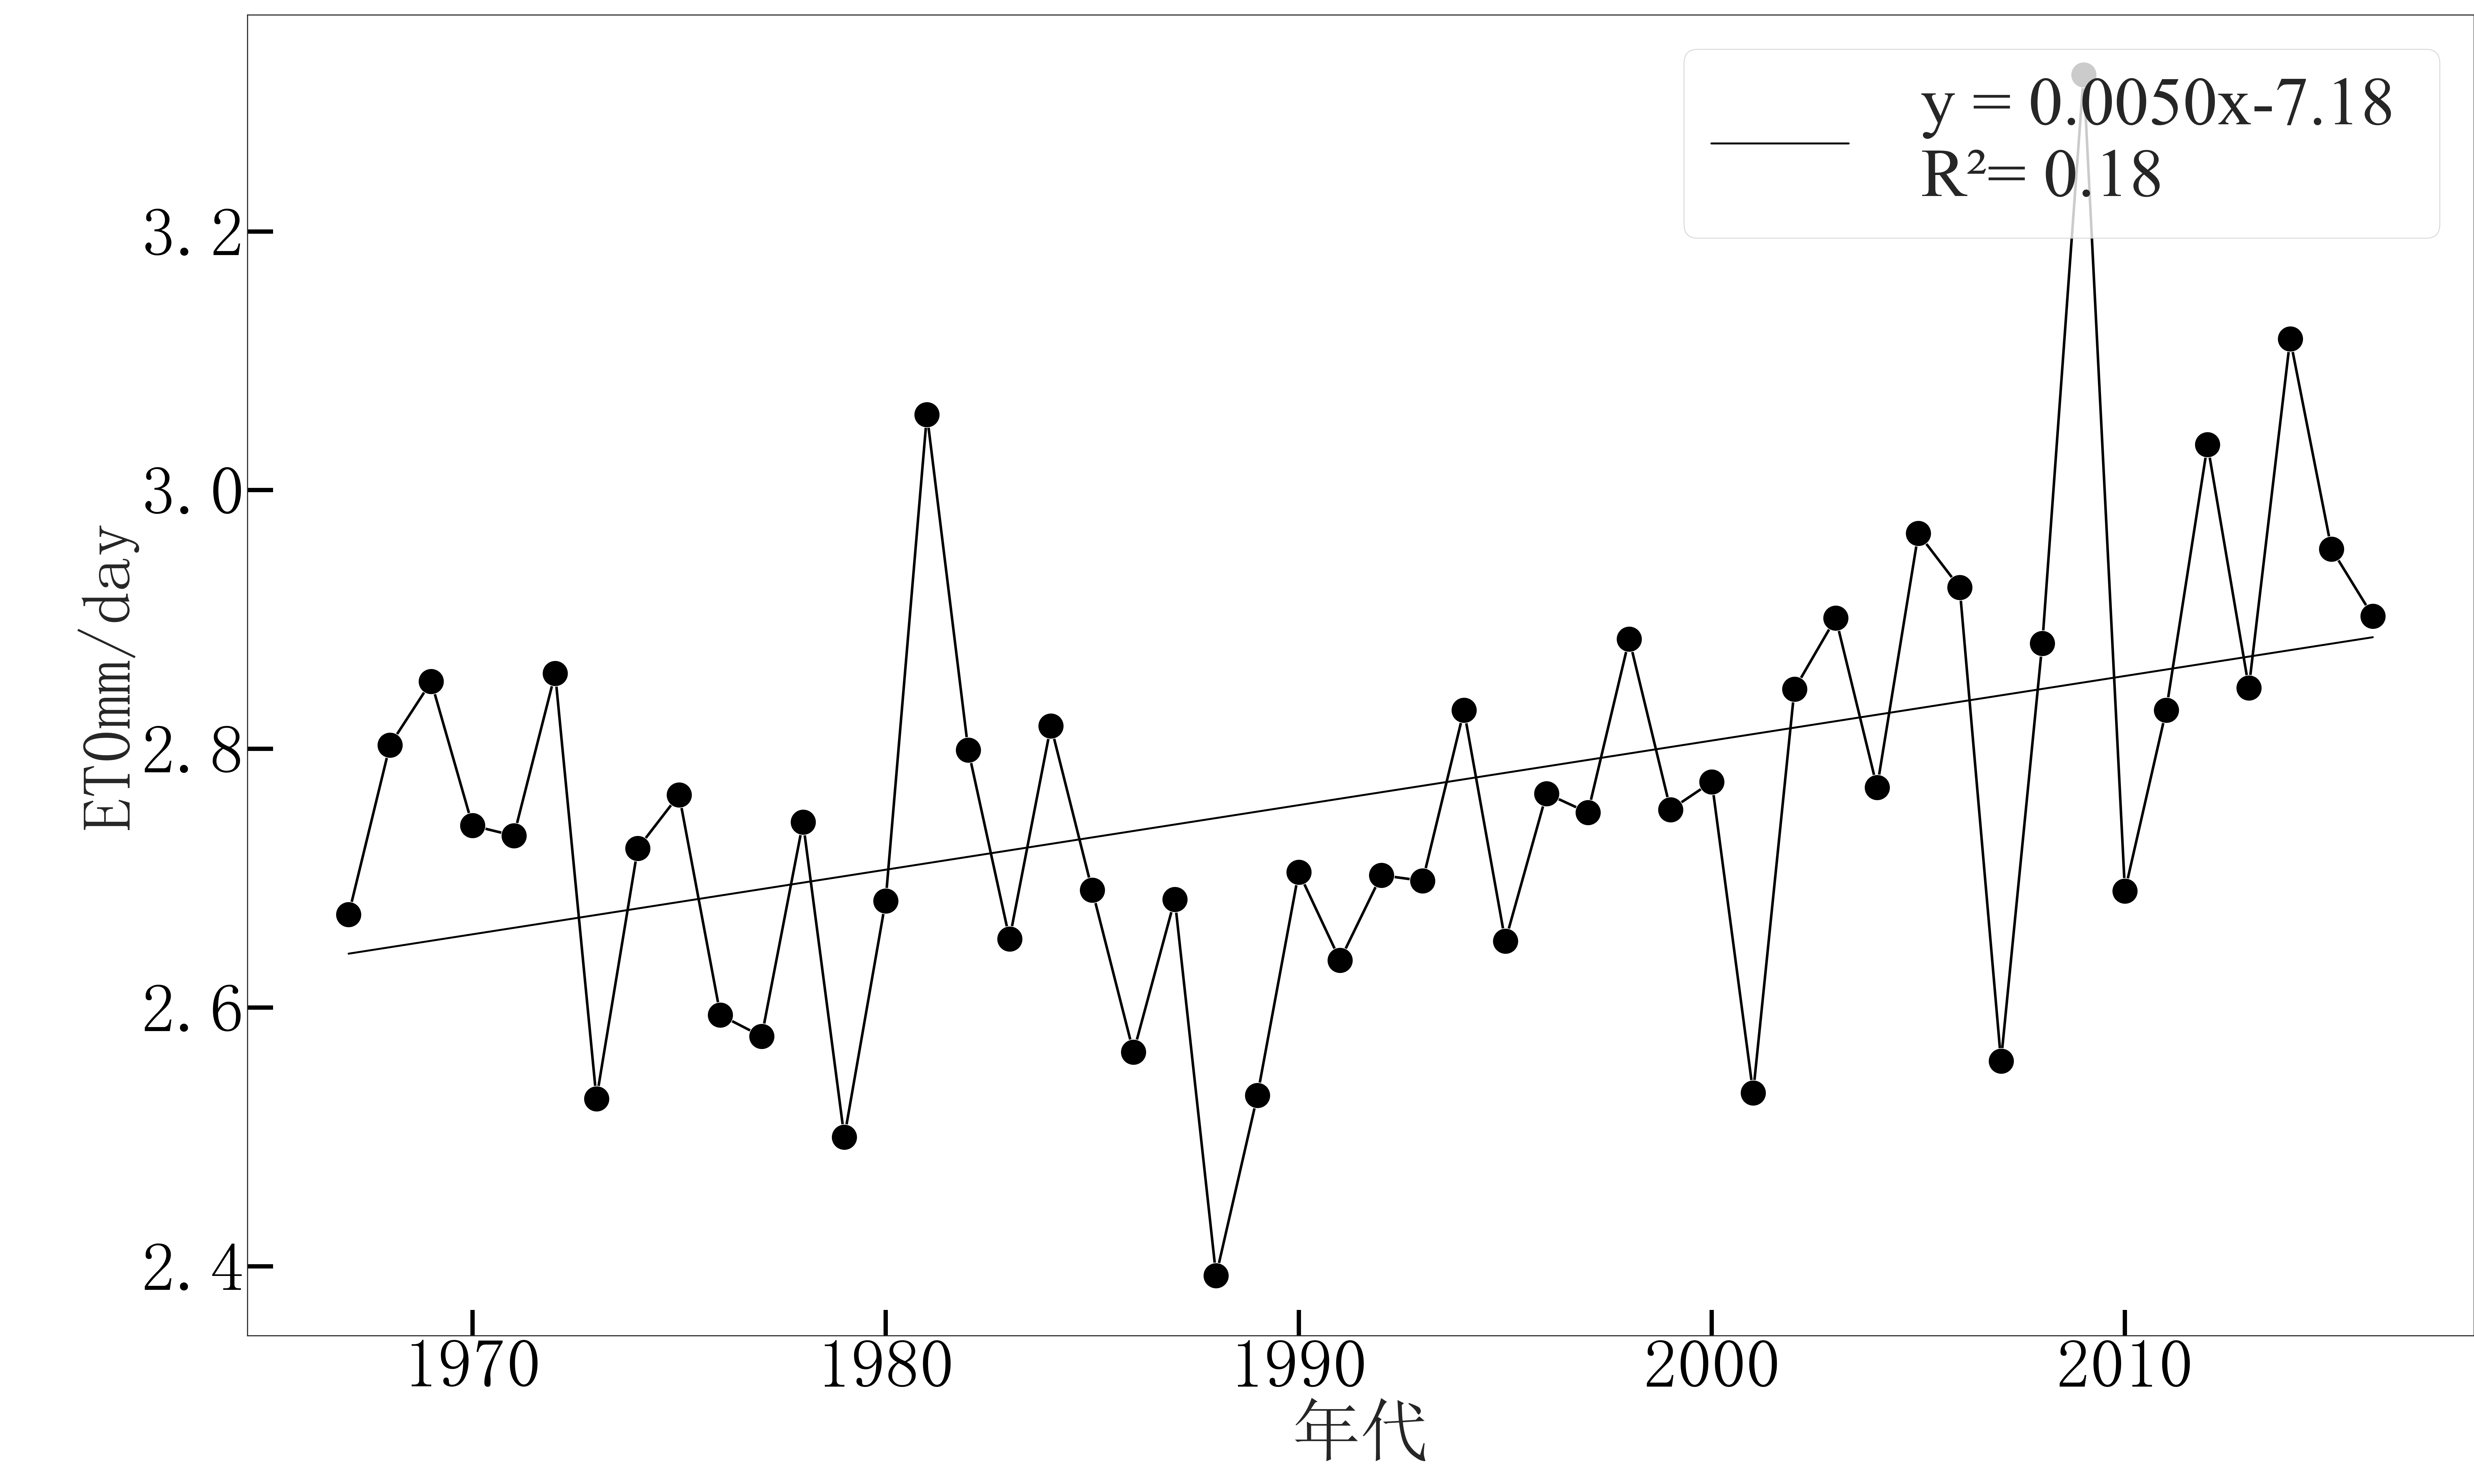 y = 0.0050x-7.18
R²= 0.18
3.2
3.0
2.8
2.6
2.4
ET0mm/day
1970 1980 1990 2000 2010
年代